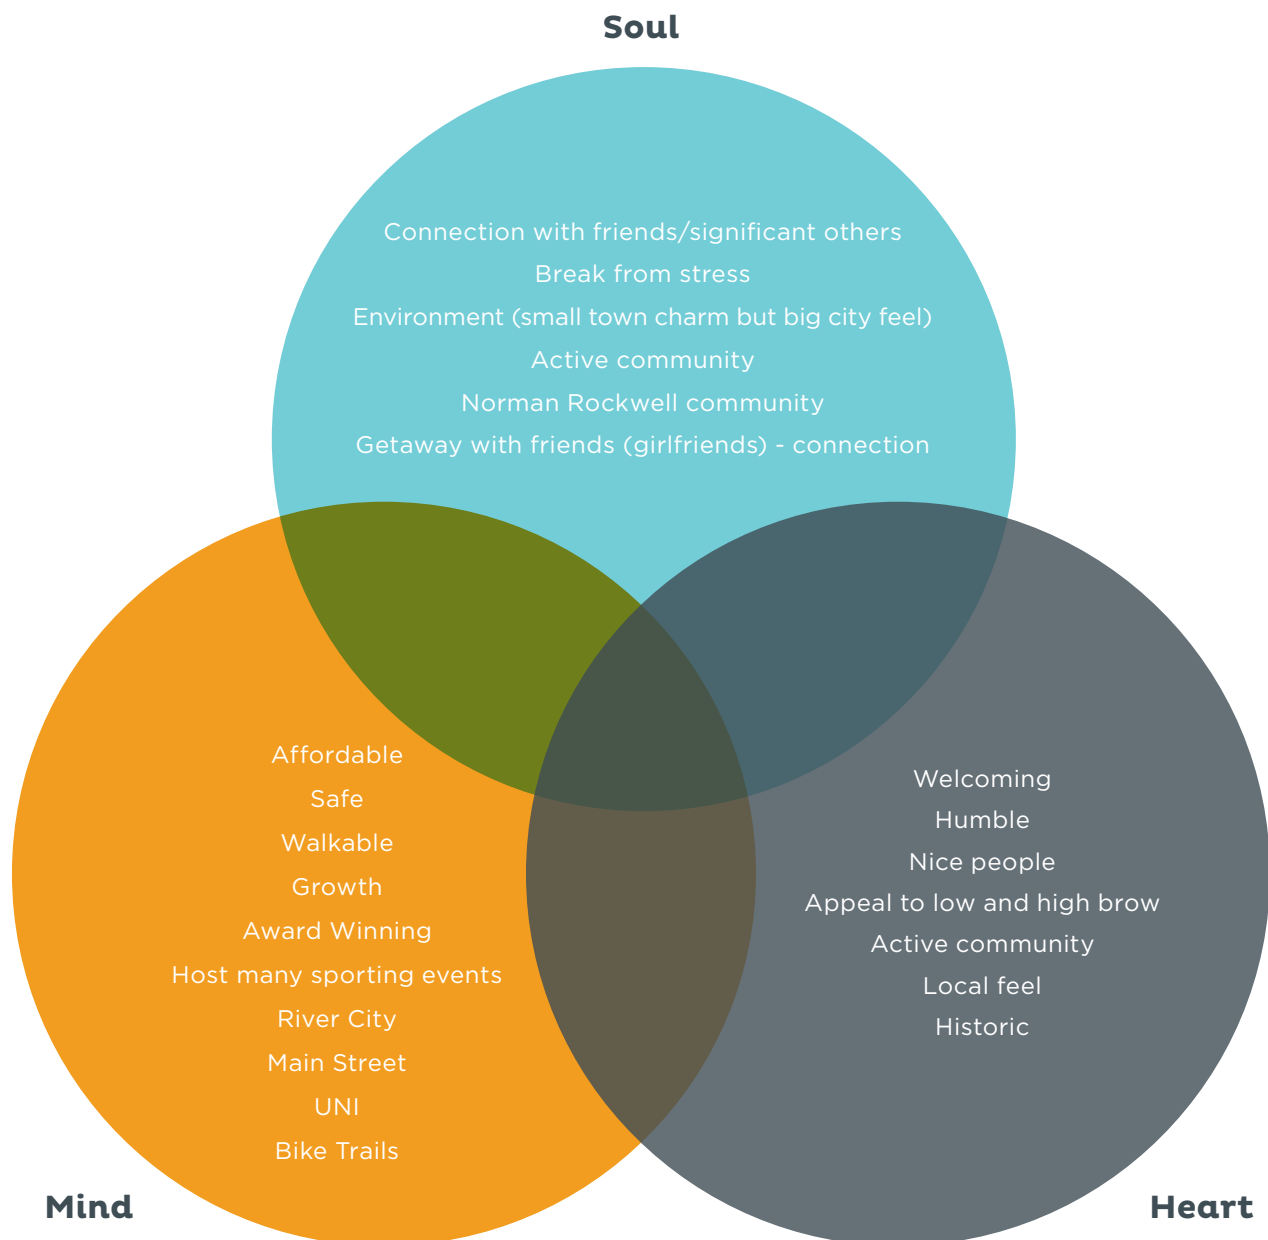 Soul
Connection with friends/significant others
Break from stress
Environment (small town charm but big city feel)
Active community
Norman Rockwell community
Getaway with friends (girlfriends) - connection
Affordable
Safe
Walkable
Growth
Award Winning
Host many sporting events
River City
Main Street
UNI
Bike Trails
Mind
Welcoming
Humble
Nice people
Appeal to low and high brow
Active community
Local feel
Historic
Heart